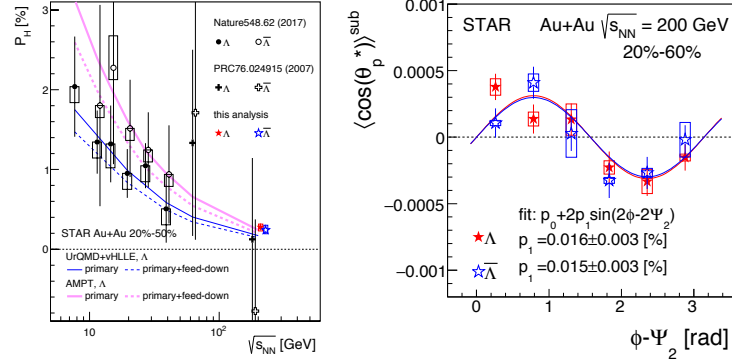 P_H [%]
3
2
1
0
Nature548.62 (2017)
Λ Λ̅
PRC76.024915 (2007)
Λ Λ̅
this analysis
Λ Λ̅
STAR Au+Au 20%-50%
UrQMD+vHLLE, Λ
primary primary+feed-down
AMPT, Λ
primary primary+feed-down
10 10²
√s_NN [GeV]
⟨cos(θ_p*)⟩^sub
0.001
0.0005
0
−0.0005
−0.001
STAR Au+Au √s_NN = 200 GeV
20%-60%
fit: p_0+2p_1sin(2φ-2Ψ_2)
Λ p_1=0.016±0.003 [%]
Λ̅ p_1=0.015±0.003 [%]
0 1 2 3
φ-Ψ_2 [rad]